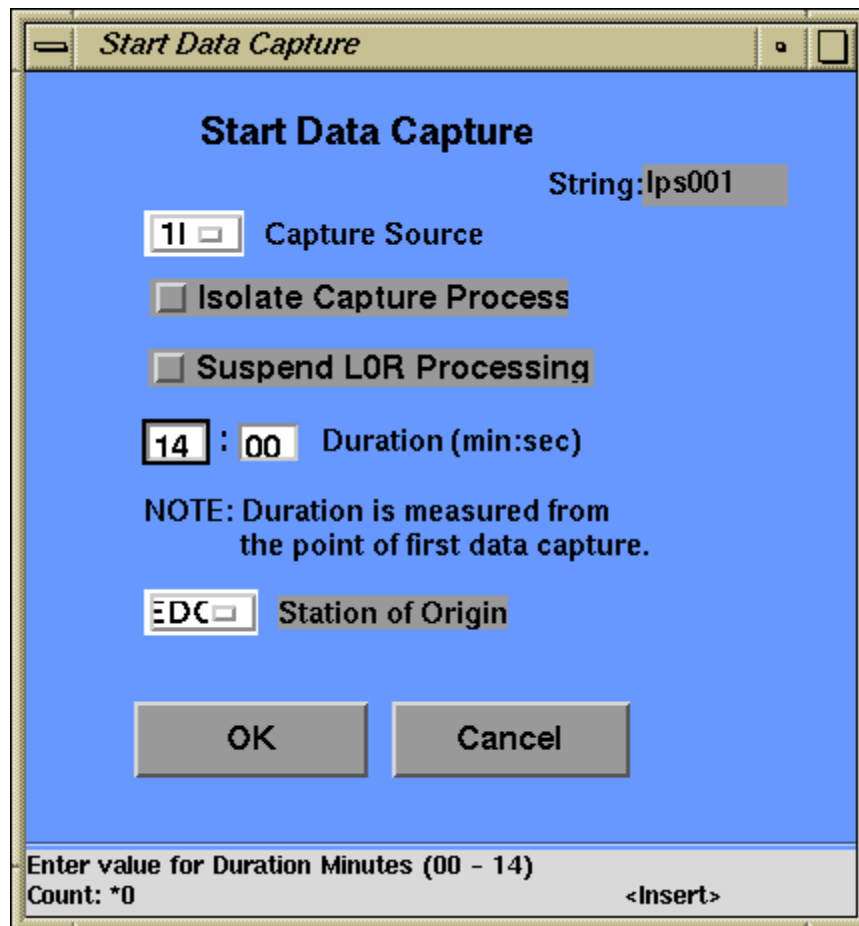 Start Data Capture
Start Data Capture
String:lps001
1I Capture Source
Isolate Capture Process
Suspend L0R Processing
14 : 00 Duration (min:sec)
NOTE: Duration is measured from
the point of first data capture.
EDC Station of Origin
OK Cancel
Enter value for Duration Minutes (00 - 14)
Count: *0 <Insert>